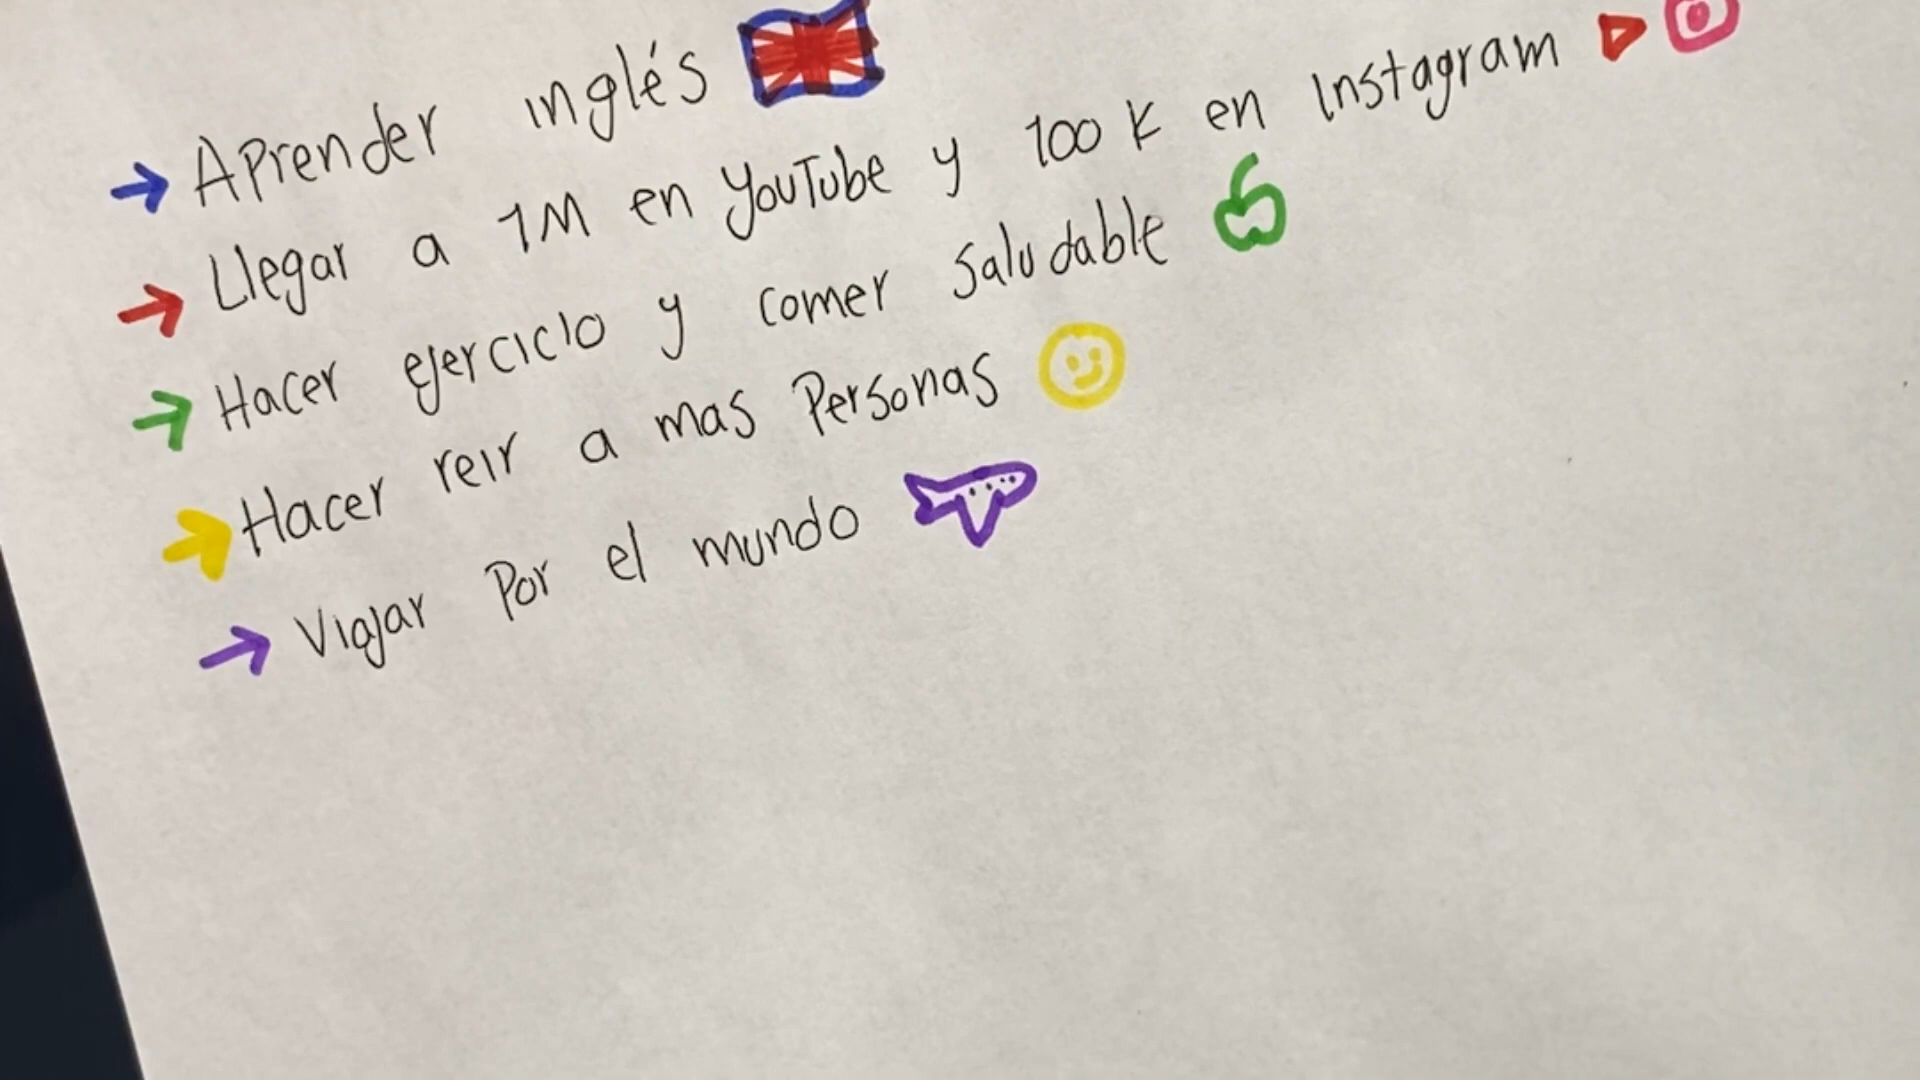 Aprender inglés
Llegar a 1M en YouTube y 100 K en Instagram
Hacer ejercicio y comer saludable
Hacer reir a mas Personas
Viajar Por el mundo